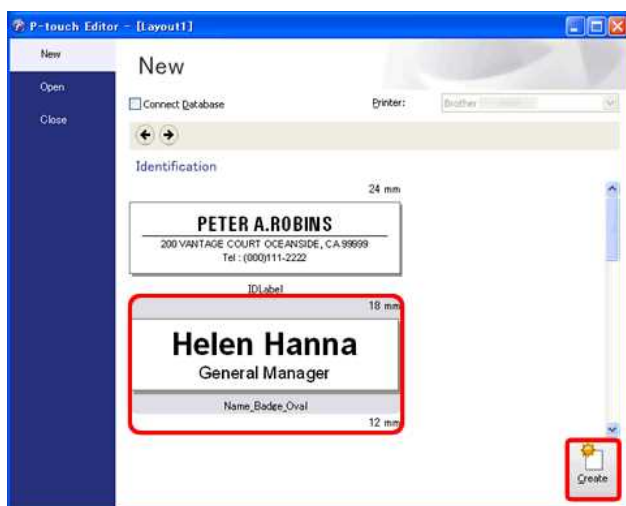 P-touch Editor - [Layout1]
New
Open
Close
New
Connect Database
Printer:
Brother
Identification
24 mm
PETER A.ROBINS
200 VANTAGE COURT OCEANSIDE, CA 99999
Tel : (000)111-2222
IDLabel
18 mm
Helen Hanna
General Manager
Name_Badge_Oval
12 mm
Create